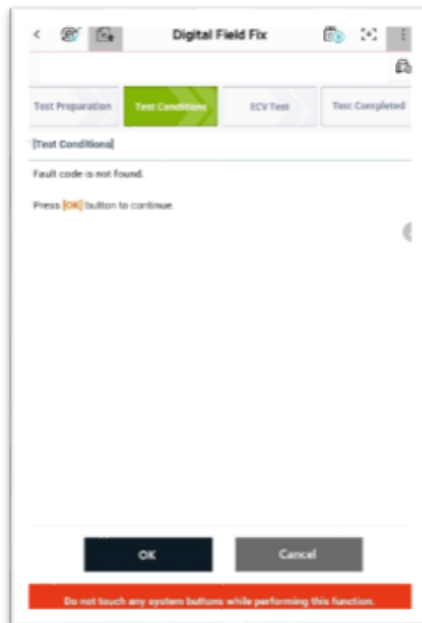 Digital Field Fix
Test Preparation
Test Conditions
ECV Test
Test Completed
[Test Conditions]
Fault code is not found.
Press [OK] button to continue.
OK
Cancel
Do not touch any system buttons while performing this function.